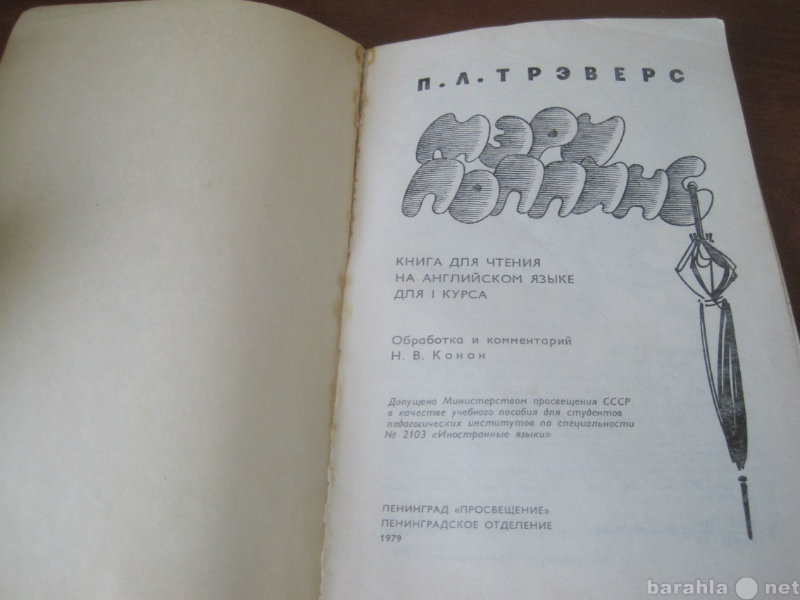 П. Л. ТРЭВЕРС
МЭРИ
ПОППИНС
КНИГА ДЛЯ ЧТЕНИЯ
НА АНГЛИЙСКОМ ЯЗЫКЕ
ДЛЯ I КУРСА
Обработка и комментарий
Н. В. Конон
Допущено Министерством просвещения СССР
в качестве учебного пособия для студентов
педагогических институтов по специальности
№ 2103 «Иностранные языки»
ЛЕНИНГРАД «ПРОСВЕЩЕНИЕ»
ЛЕНИНГРАДСКОЕ ОТДЕЛЕНИЕ
1979
barahla net